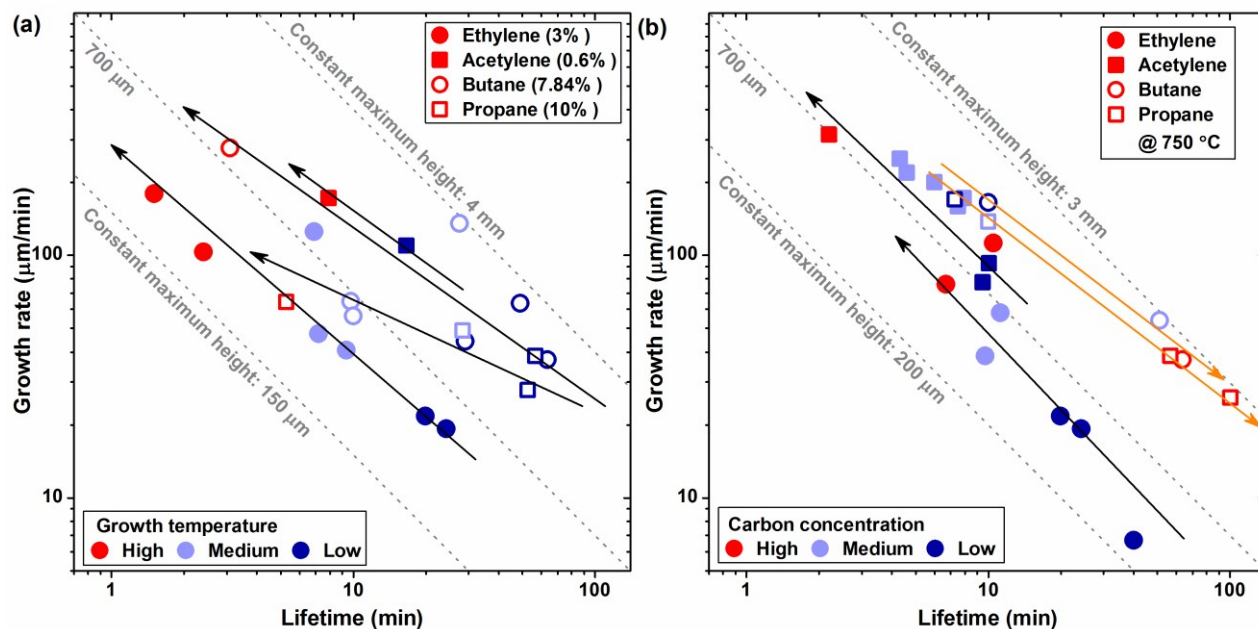 (a)
Ethylene (3% )
Acetylene (0.6%)
Butane (7.84%)
Propane (10% )
700 μm
Constant maximum height: 4 mm
Constant maximum height: 150 μm
Growth rate (μm/min)
100
10
Growth temperature
High Medium Low
1 10 100
Lifetime (min)
(b)
Ethylene
Acetylene
Butane
Propane
@ 750 °C
700 μm
Constant maximum height: 3 mm
Constant maximum height: 200 μm
Growth rate (μm/min)
100
10
Carbon concentration
High Medium Low
1 10 100
Lifetime (min)